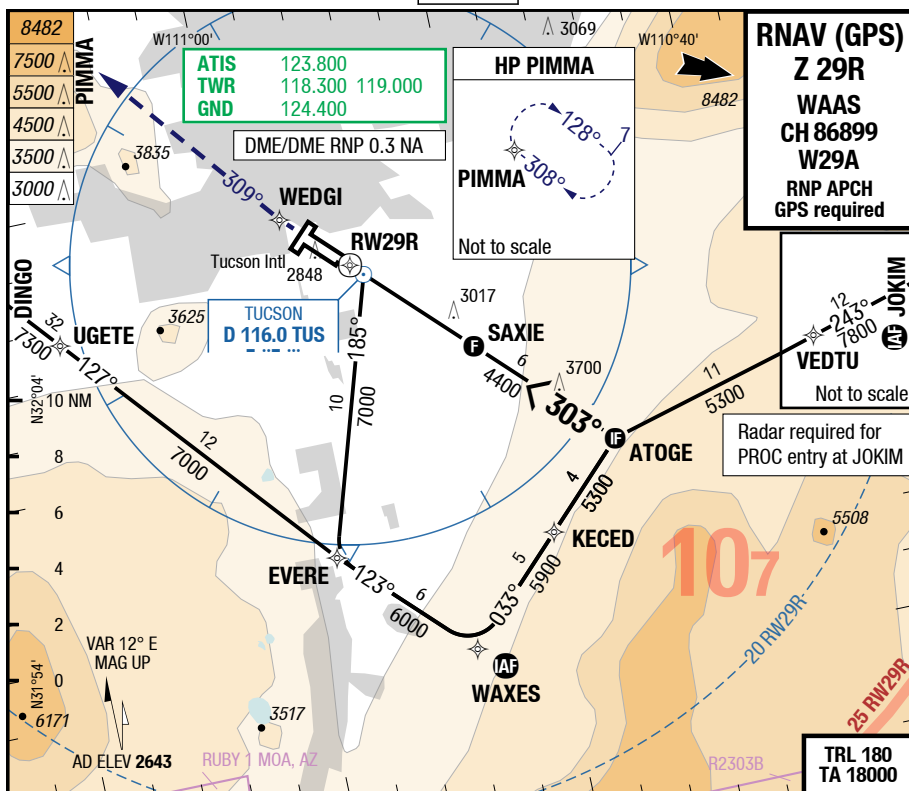 8482
7500
5500
4500
3500
3000
PIMMA
W111°00'
3069
W110°40'
8482
RNAV (GPS)
Z 29R
WAAS
CH 86899
W29A
RNP APCH
GPS required
ATIS 123.800
TWR 118.300 119.000
GND 124.400
DME/DME RNP 0.3 NA
HP PIMMA
128°
7
308°
PIMMA
Not to scale
3835
309°
WEDGI
RW29R
Tucson Intl
2848
TUCSON
D 116.0 TUS
DINGO
32
7300
UGETE
3625
127°
12
7000
185°
10
7000
3017
F SAXIE
6
4400
3700
303°
IF ATOGE
11
5300
VEDTU
12
243°
7800
IAF JOKIM
Not to scale
Radar required for
PROC entry at JOKIM
N32°04'
10 NM
8
6
4
2
0
N31°54'
4
5300
KECED
5
5900
033°
EVERE
123°
6
6000
IAF
WAXES
5508
107
20 RW29R
25 RW29R
VAR 12° E
MAG UP
6171
3517
AD ELEV 2643
RUBY 1 MOA, AZ
R2303B
TRL 180
TA 18000